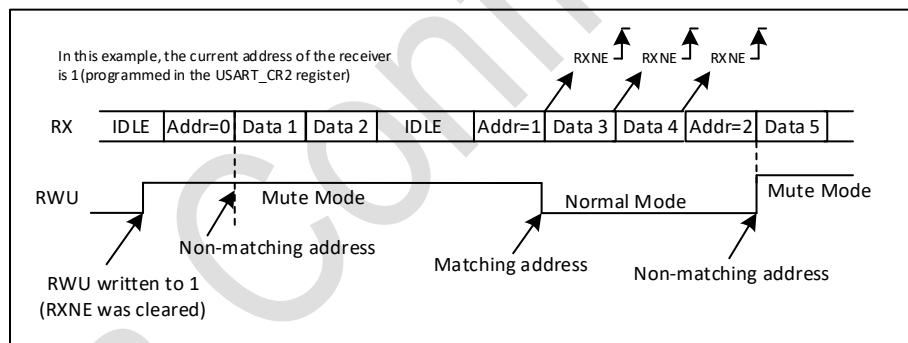 In this example, the current address of the receiver
is 1(programmed in the USART_CR2 register)
RXNE RXNE RXNE
RX IDLE Addr=0 Data 1 Data 2 IDLE Addr=1 Data 3 Data 4 Addr=2 Data 5
RWU Mute Mode Normal Mode Mute Mode
Non-matching address Matching address Non-matching address
RWU written to 1
(RXNE was cleared)